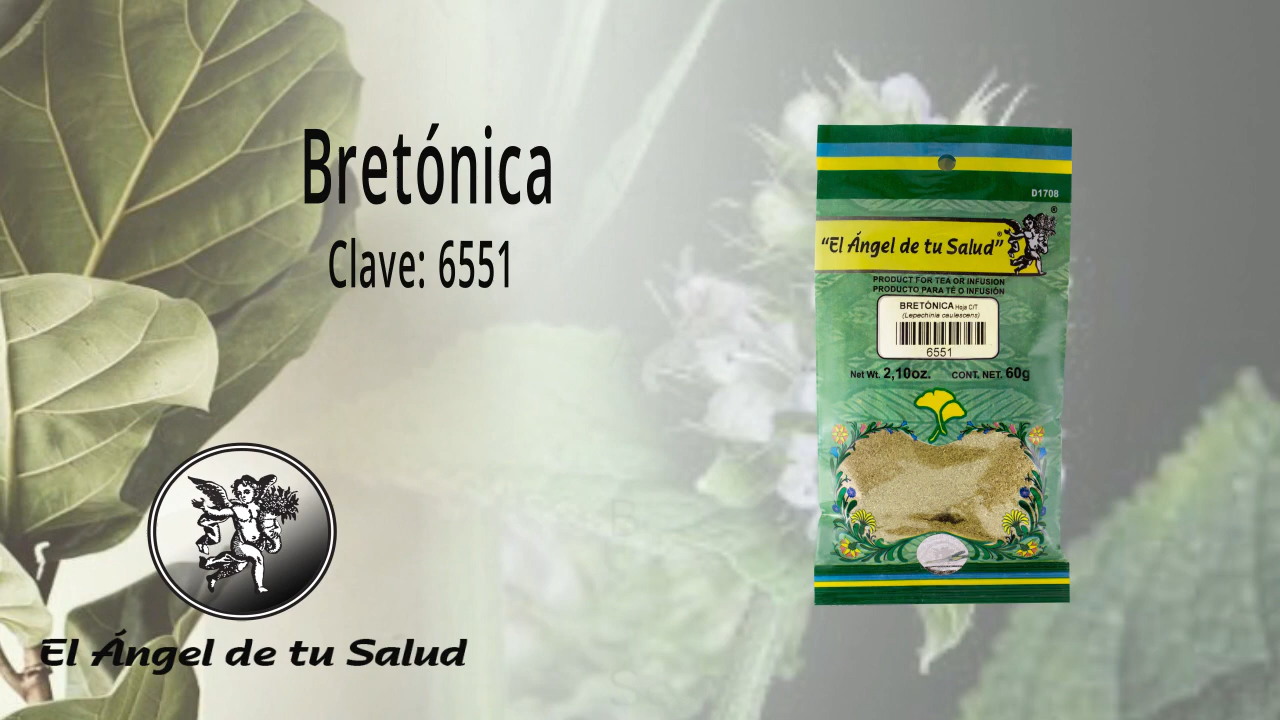 Bretónica
Clave: 6551
El Ángel de tu Salud
D1708
®
"El Ángel de tu Salud"®
PRODUCT FOR TEA OR INFUSION
PRODUCTO PARA TÉ O INFUSIÓN
BRETÓNICA Hoja C/T
(Lepechinia caulescens)
6551
Net Wt. 2,10oz. CONT. NET. 60g